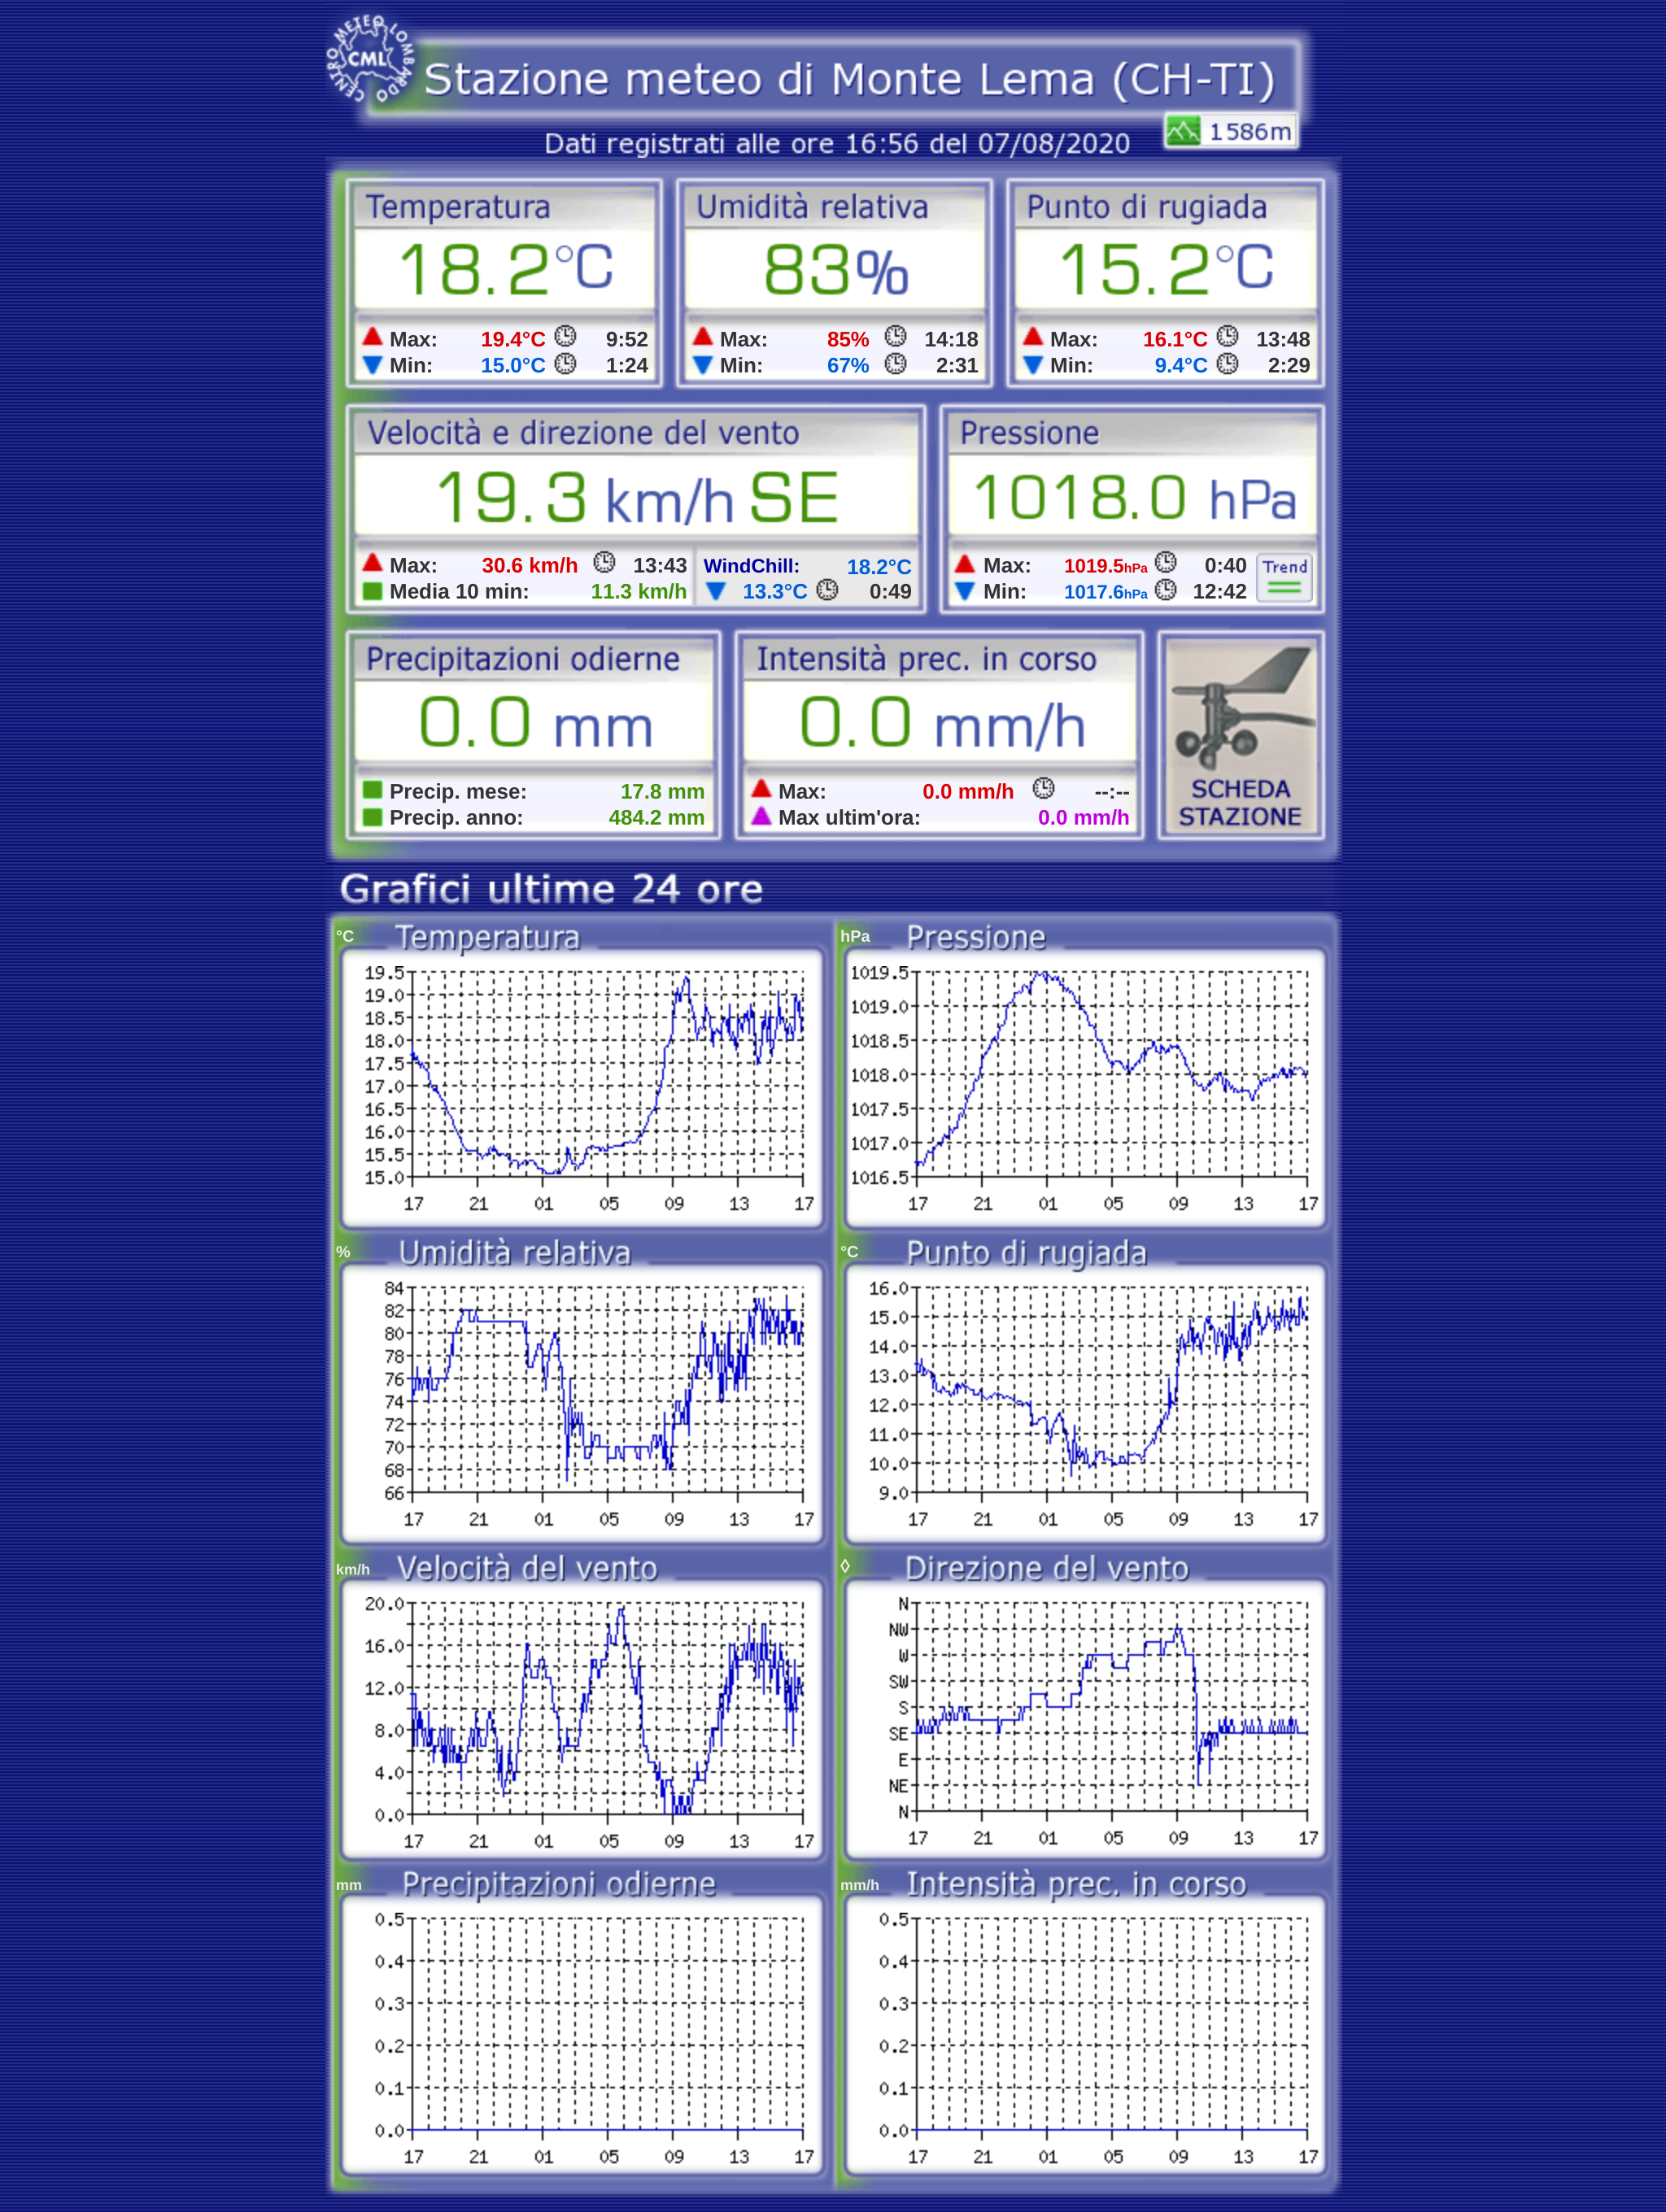 CENTRO METEO LOMBARDO
CML
Stazione meteo di Monte Lema (CH-TI)
Dati registrati alle ore 16:56 del 07/08/2020
1586m
Temperatura
18.2°C
Max: 19.4°C 9:52
Min: 15.0°C 1:24
Umidità relativa
83%
Max: 85% 14:18
Min: 67% 2:31
Punto di rugiada
15.2°C
Max: 16.1°C 13:48
Min: 9.4°C 2:29
Velocità e direzione del vento
19.3 km/h SE
Max: 30.6 km/h 13:43
Media 10 min: 11.3 km/h
WindChill: 18.2°C
13.3°C 0:49
Pressione
1018.0 hPa
Max: 1019.5hPa 0:40
Min: 1017.6hPa 12:42
Trend
Precipitazioni odierne
0.0 mm
Precip. mese: 17.8 mm
Precip. anno: 484.2 mm
Intensità prec. in corso
0.0 mm/h
Max: 0.0 mm/h --:--
Max ultim'ora: 0.0 mm/h
SCHEDA
STAZIONE
Grafici ultime 24 ore
°C Temperatura
19.5
19.0
18.5
18.0
17.5
17.0
16.5
16.0
15.5
15.0
17 21 01 05 09 13 17
hPa Pressione
1019.5
1019.0
1018.5
1018.0
1017.5
1017.0
1016.5
17 21 01 05 09 13 17
% Umidità relativa
84
82
80
78
76
74
72
70
68
66
17 21 01 05 09 13 17
°C Punto di rugiada
16.0
15.0
14.0
13.0
12.0
11.0
10.0
9.0
17 21 01 05 09 13 17
km/h Velocità del vento
20.0
16.0
12.0
8.0
4.0
0.0
17 21 01 05 09 13 17
◊ Direzione del vento
N
NW
W
SW
S
SE
E
NE
N
17 21 01 05 09 13 17
mm Precipitazioni odierne
0.5
0.4
0.3
0.2
0.1
0.0
17 21 01 05 09 13 17
mm/h Intensità prec. in corso
0.5
0.4
0.3
0.2
0.1
0.0
17 21 01 05 09 13 17